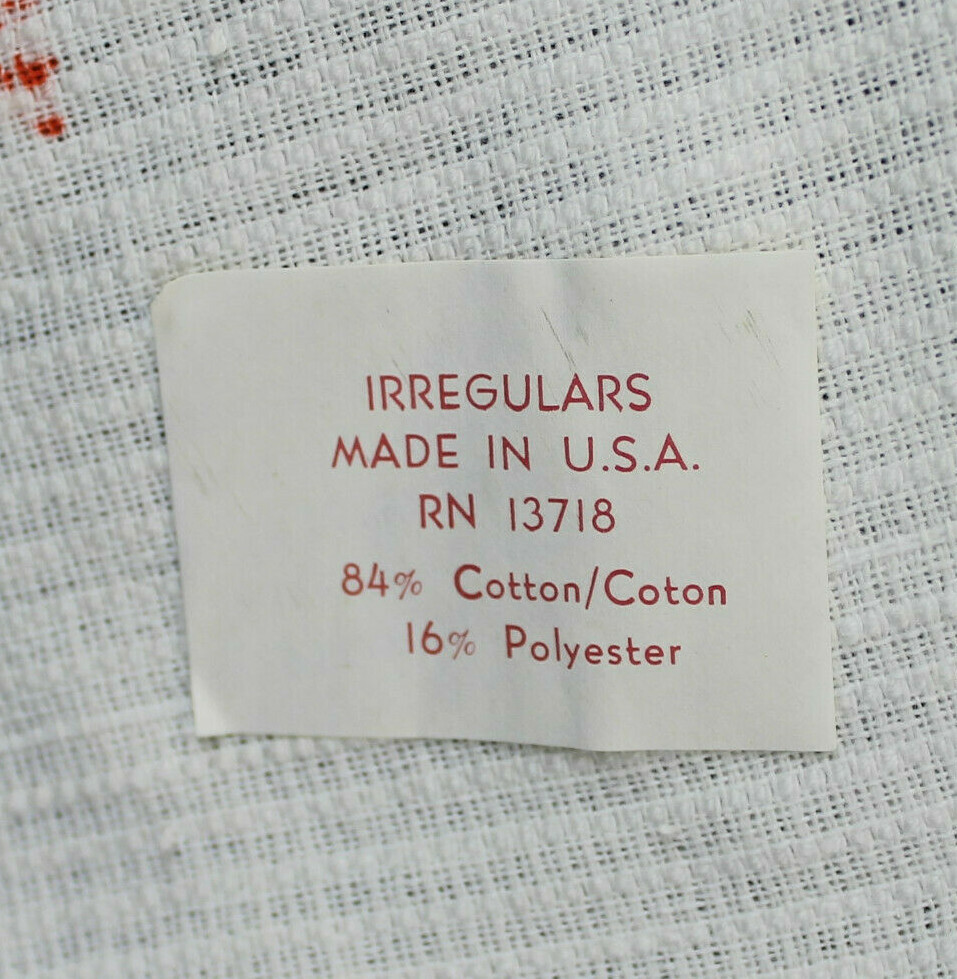 IRREGULARS
MADE IN U.S.A.
RN 13718
84% Cotton/Coton
16% Polyester